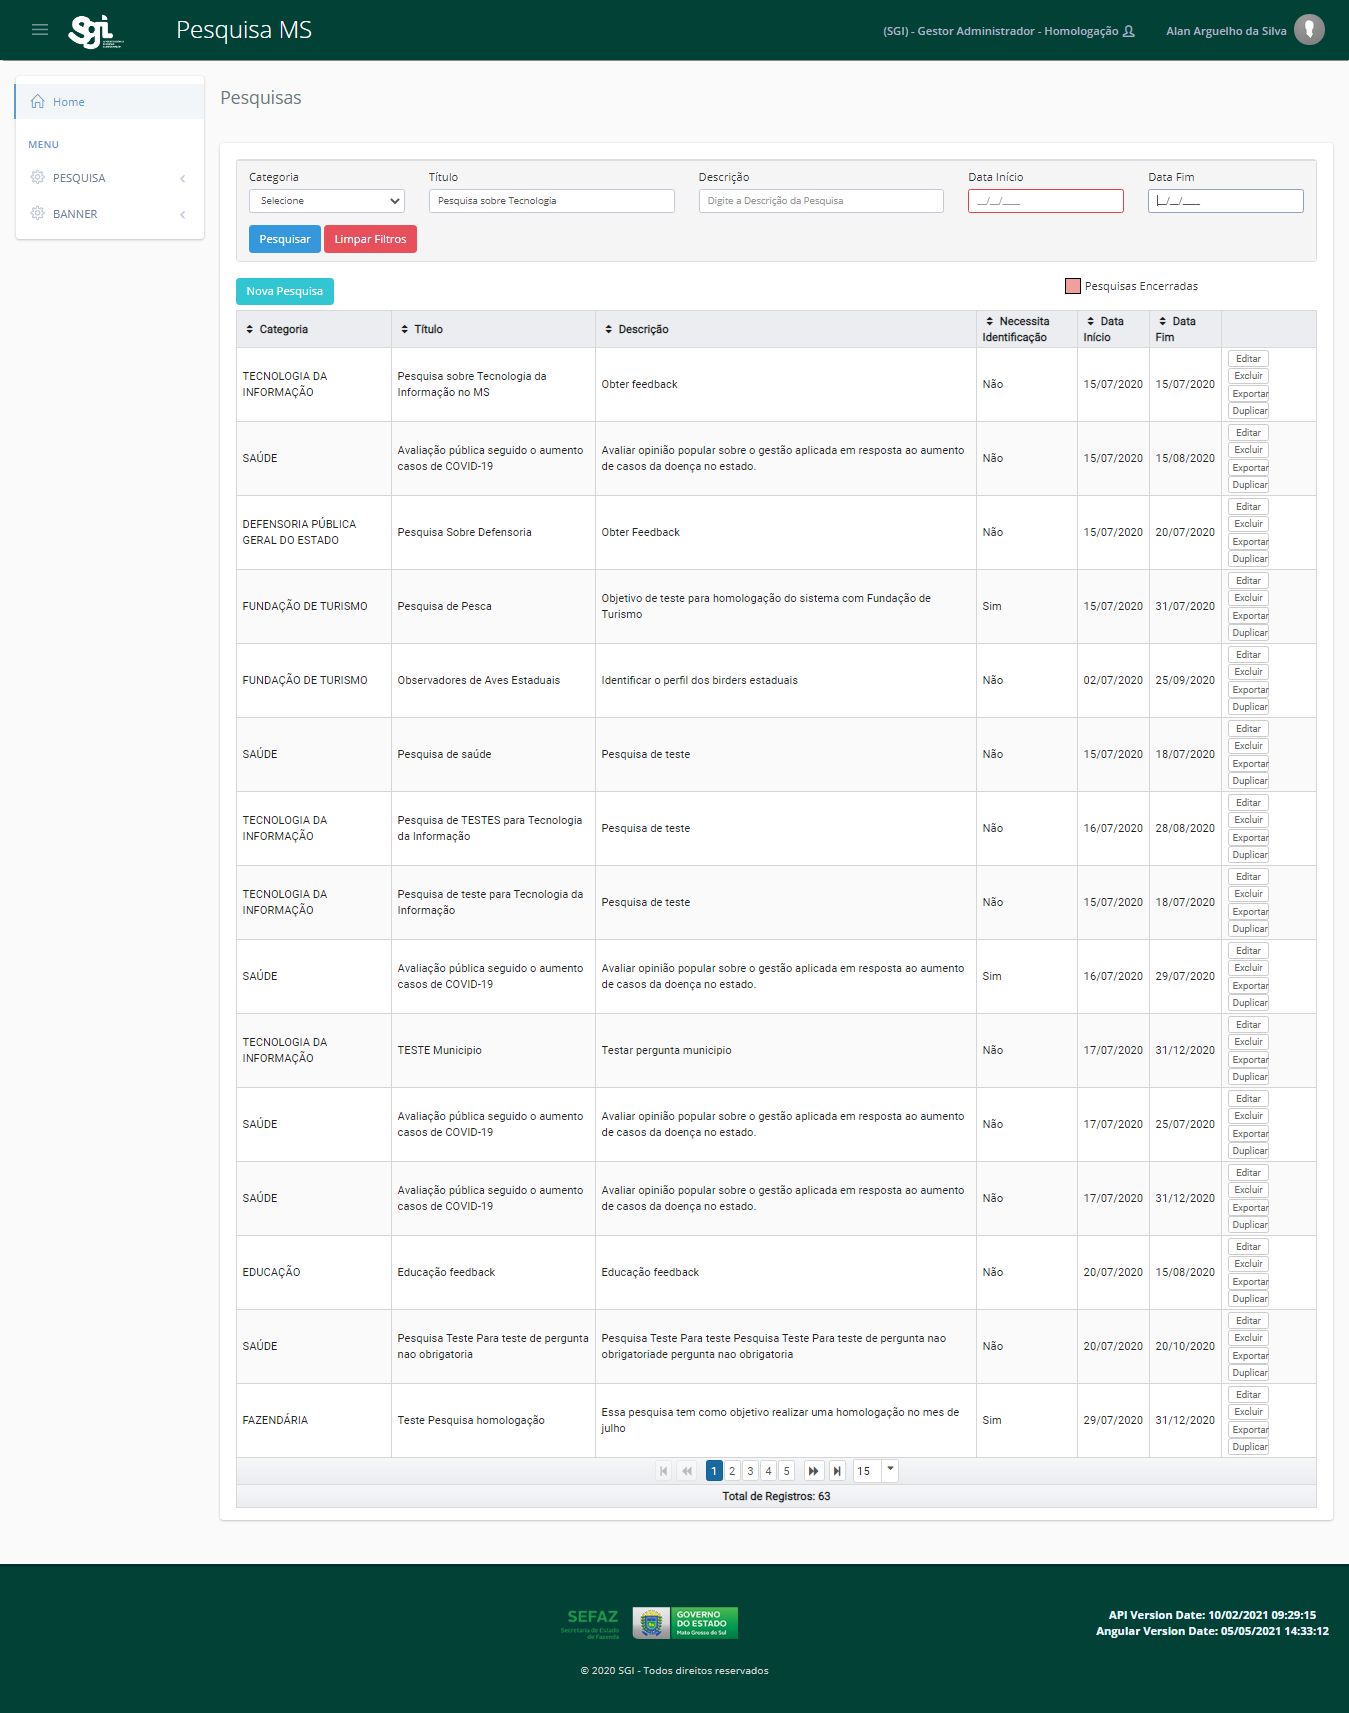 Sgi
Pesquisa MS
(SGI) - Gestor Administrador - Homologação
Alan Arguelho da Silva
Home
MENU
PESQUISA
BANNER
Pesquisas
Categoria Título Descrição Data Início Data Fim
Selecione Pesquisa sobre Tecnologia Digite a Descrição da Pesquisa __/__/____ __/__/____
Pesquisar Limpar Filtros
Nova Pesquisa
Pesquisas Encerradas
Categoria Título Descrição Necessita Identificação Data Início Data Fim
TECNOLOGIA DA INFORMAÇÃO Pesquisa sobre Tecnologia da Informação no MS Obter feedback Não 15/07/2020 15/07/2020 Editar Excluir Exportar Duplicar
SAÚDE Avaliação pública seguido o aumento casos de COVID-19 Avaliar opinião popular sobre o gestão aplicada em resposta ao aumento de casos da doença no estado. Não 15/07/2020 15/08/2020 Editar Excluir Exportar Duplicar
DEFENSORIA PÚBLICA GERAL DO ESTADO Pesquisa Sobre Defensoria Obter Feedback Não 15/07/2020 20/07/2020 Editar Excluir Exportar Duplicar
FUNDAÇÃO DE TURISMO Pesquisa de Pesca Objetivo de teste para homologação do sistema com Fundação de Turismo Sim 15/07/2020 31/07/2020 Editar Excluir Exportar Duplicar
FUNDAÇÃO DE TURISMO Observadores de Aves Estaduais Identificar o perfil dos birders estaduais Não 02/07/2020 25/09/2020 Editar Excluir Exportar Duplicar
SAÚDE Pesquisa de saúde Pesquisa de teste Não 15/07/2020 18/07/2020 Editar Excluir Exportar Duplicar
TECNOLOGIA DA INFORMAÇÃO Pesquisa de TESTES para Tecnologia da Informação Pesquisa de teste Não 16/07/2020 28/08/2020 Editar Excluir Exportar Duplicar
TECNOLOGIA DA INFORMAÇÃO Pesquisa de teste para Tecnologia da Informação Pesquisa de teste Não 15/07/2020 18/07/2020 Editar Excluir Exportar Duplicar
SAÚDE Avaliação pública seguido o aumento casos de COVID-19 Avaliar opinião popular sobre o gestão aplicada em resposta ao aumento de casos da doença no estado. Sim 16/07/2020 29/07/2020 Editar Excluir Exportar Duplicar
TECNOLOGIA DA INFORMAÇÃO TESTE Municipio Testar pergunta municipio Não 17/07/2020 31/12/2020 Editar Excluir Exportar Duplicar
SAÚDE Avaliação pública seguido o aumento casos de COVID-19 Avaliar opinião popular sobre o gestão aplicada em resposta ao aumento de casos da doença no estado. Não 17/07/2020 25/07/2020 Editar Excluir Exportar Duplicar
SAÚDE Avaliação pública seguido o aumento casos de COVID-19 Avaliar opinião popular sobre o gestão aplicada em resposta ao aumento de casos da doença no estado. Não 17/07/2020 31/12/2020 Editar Excluir Exportar Duplicar
EDUCAÇÃO Educação feedback Educação feedback Não 20/07/2020 15/08/2020 Editar Excluir Exportar Duplicar
SAÚDE Pesquisa Teste Para teste de pergunta nao obrigatoria Pesquisa Teste Para teste Pesquisa Teste Para teste de pergunta nao obrigatoriade pergunta nao obrigatoria Não 20/07/2020 20/10/2020 Editar Excluir Exportar Duplicar
FAZENDÁRIA Teste Pesquisa homologação Essa pesquisa tem como objetivo realizar uma homologação no mes de julho Sim 29/07/2020 31/12/2020 Editar Excluir Exportar Duplicar
1 2 3 4 5 15
Total de Registros: 63
SEFAZ
Secretaria de Estado
de Fazenda
GOVERNO
DO ESTADO
Mato Grosso do Sul
API Version Date: 10/02/2021 09:29:15
Angular Version Date: 05/05/2021 14:33:12
© 2020 SGI - Todos direitos reservados